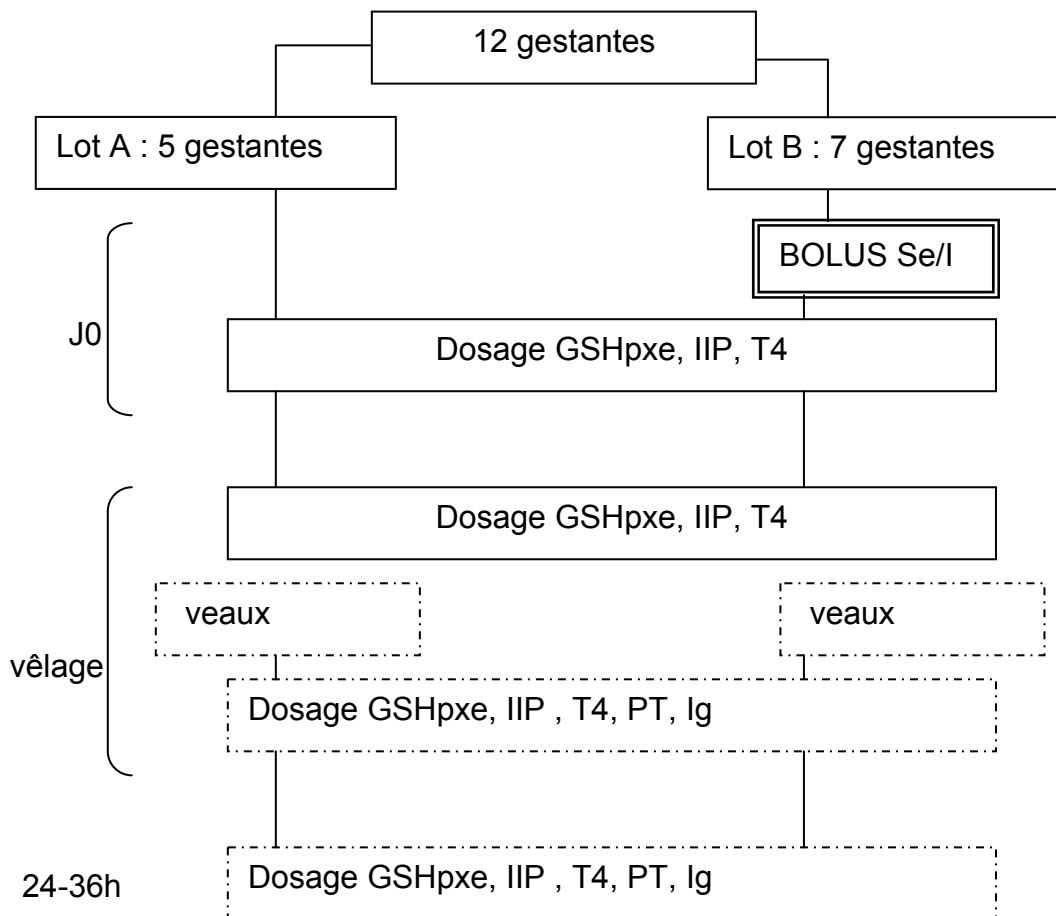 12 gestantes
Lot A : 5 gestantes
Lot B : 7 gestantes
BOLUS Se/I
J0
Dosage GSHpxe, IIP, T4
Dosage GSHpxe, IIP, T4
veaux
veaux
vêlage
Dosage GSHpxe, IIP , T4, PT, Ig
24-36h
Dosage GSHpxe, IIP , T4, PT, Ig